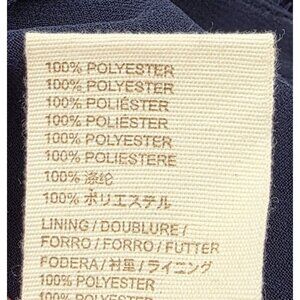 100% POLYESTER
100% POLYESTER
100% POLIÉSTER
100% POLIÉSTER
100% POLYESTER
100% POLIESTERE
100% 涤纶
100% ポリエステル
LINING / DOUBLURE /
FORRO / FORRO / FUTTER
FODERA / 衬里 / ライニング
100% POLYESTER
100% POLYESTER